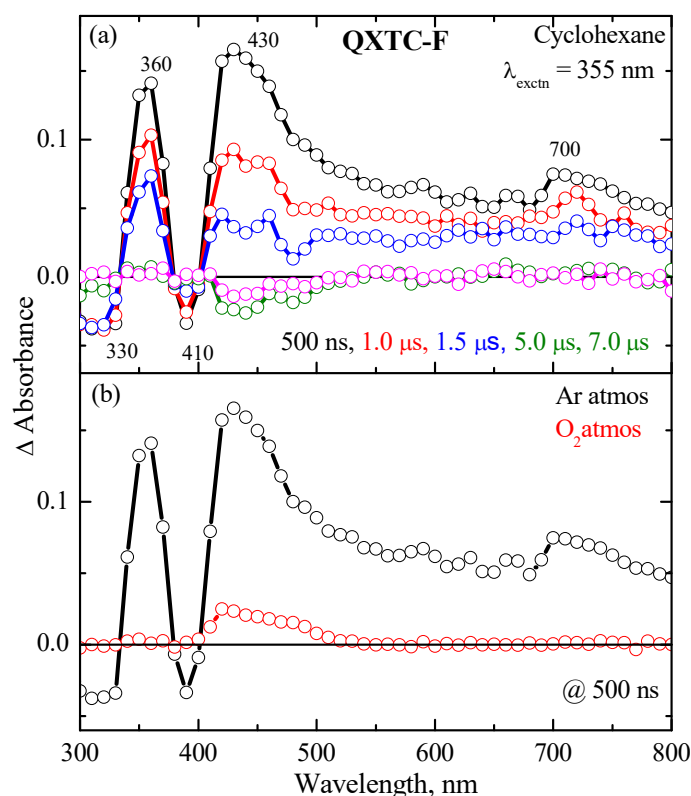 (a) QXTC-F Cyclohexane
λexctn = 355 nm
360 430
700
0.1
0.0
330 410
500 ns, 1.0 μs, 1.5 μs, 5.0 μs, 7.0 μs
Δ Absorbance
(b) Ar atmos
O2atmos
0.1
0.0
@ 500 ns
300 400 500 600 700 800
Wavelength, nm